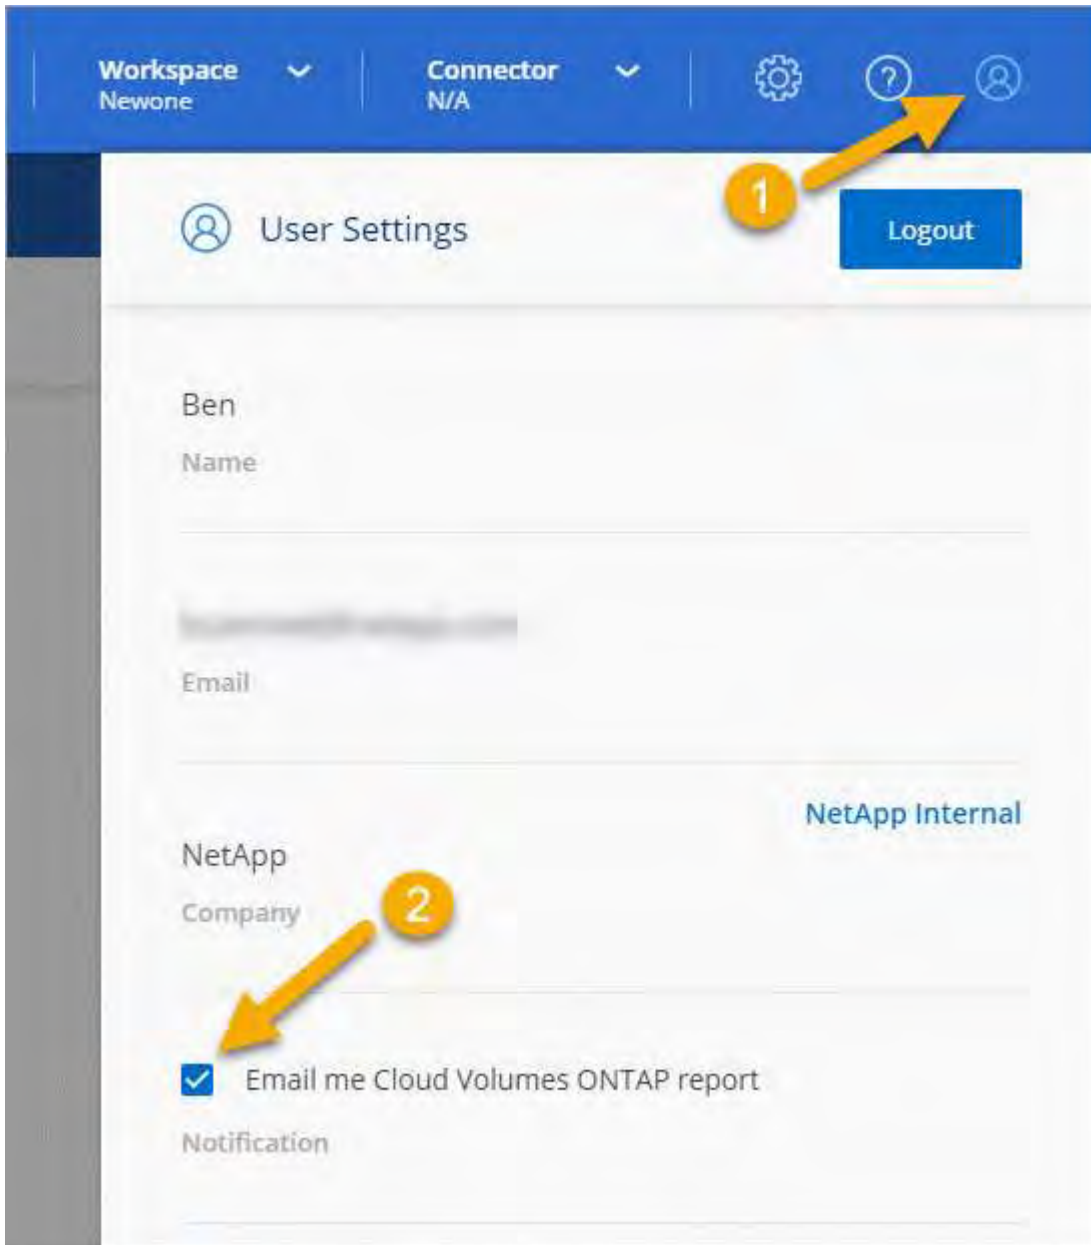 Workspace
Newone
Connector
N/A
?
1
User Settings
Logout
Ben
Name
Email
NetApp Internal
NetApp
Company
2
Email me Cloud Volumes ONTAP report
Notification